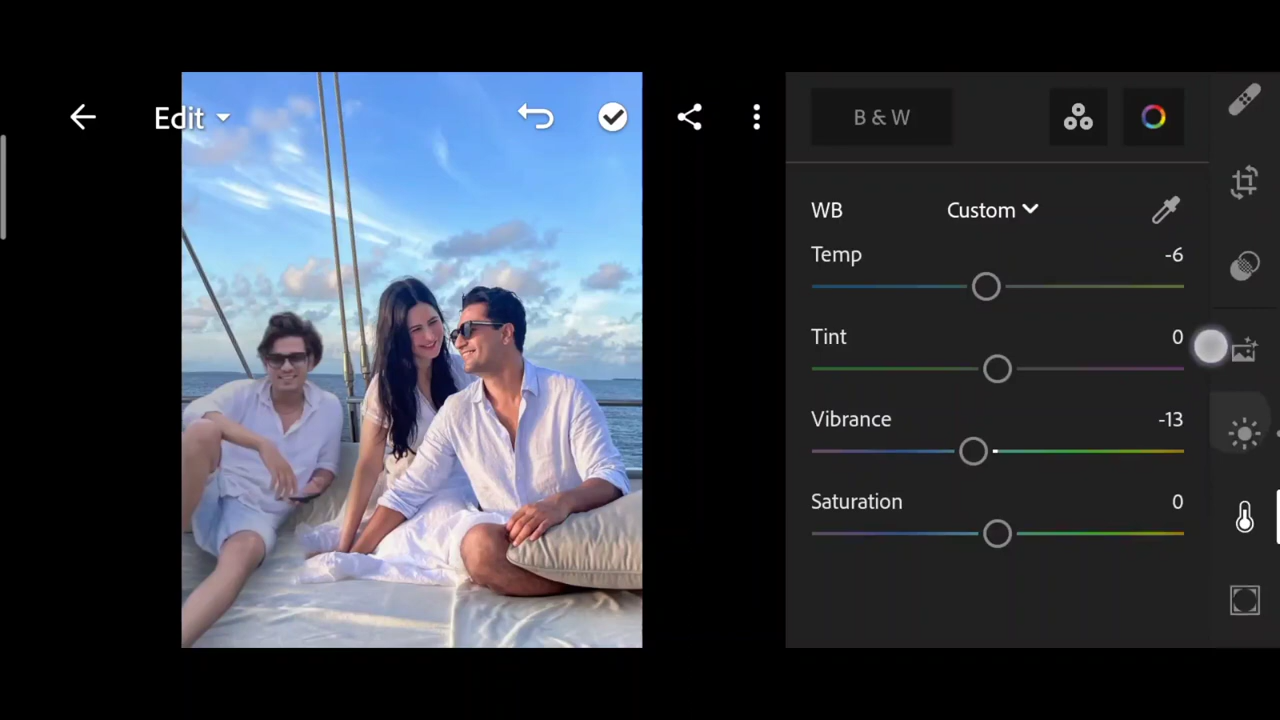 Edit
B & W
WB Custom
Temp -6
Tint 0
Vibrance -13
Saturation 0